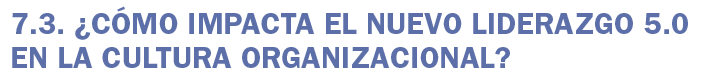 7.3. ¿CÓMO IMPACTA EL NUEVO LIDERAZGO 5.0
EN LA CULTURA ORGANIZACIONAL?